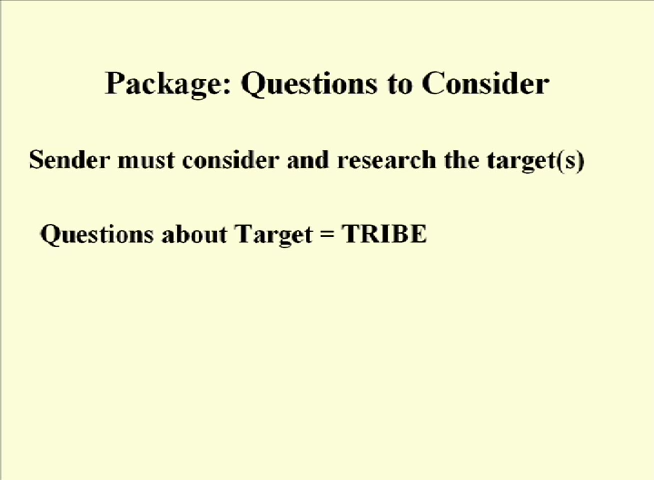 Package: Questions to Consider
Sender must consider and research the target(s)
Questions about Target = TRIBE